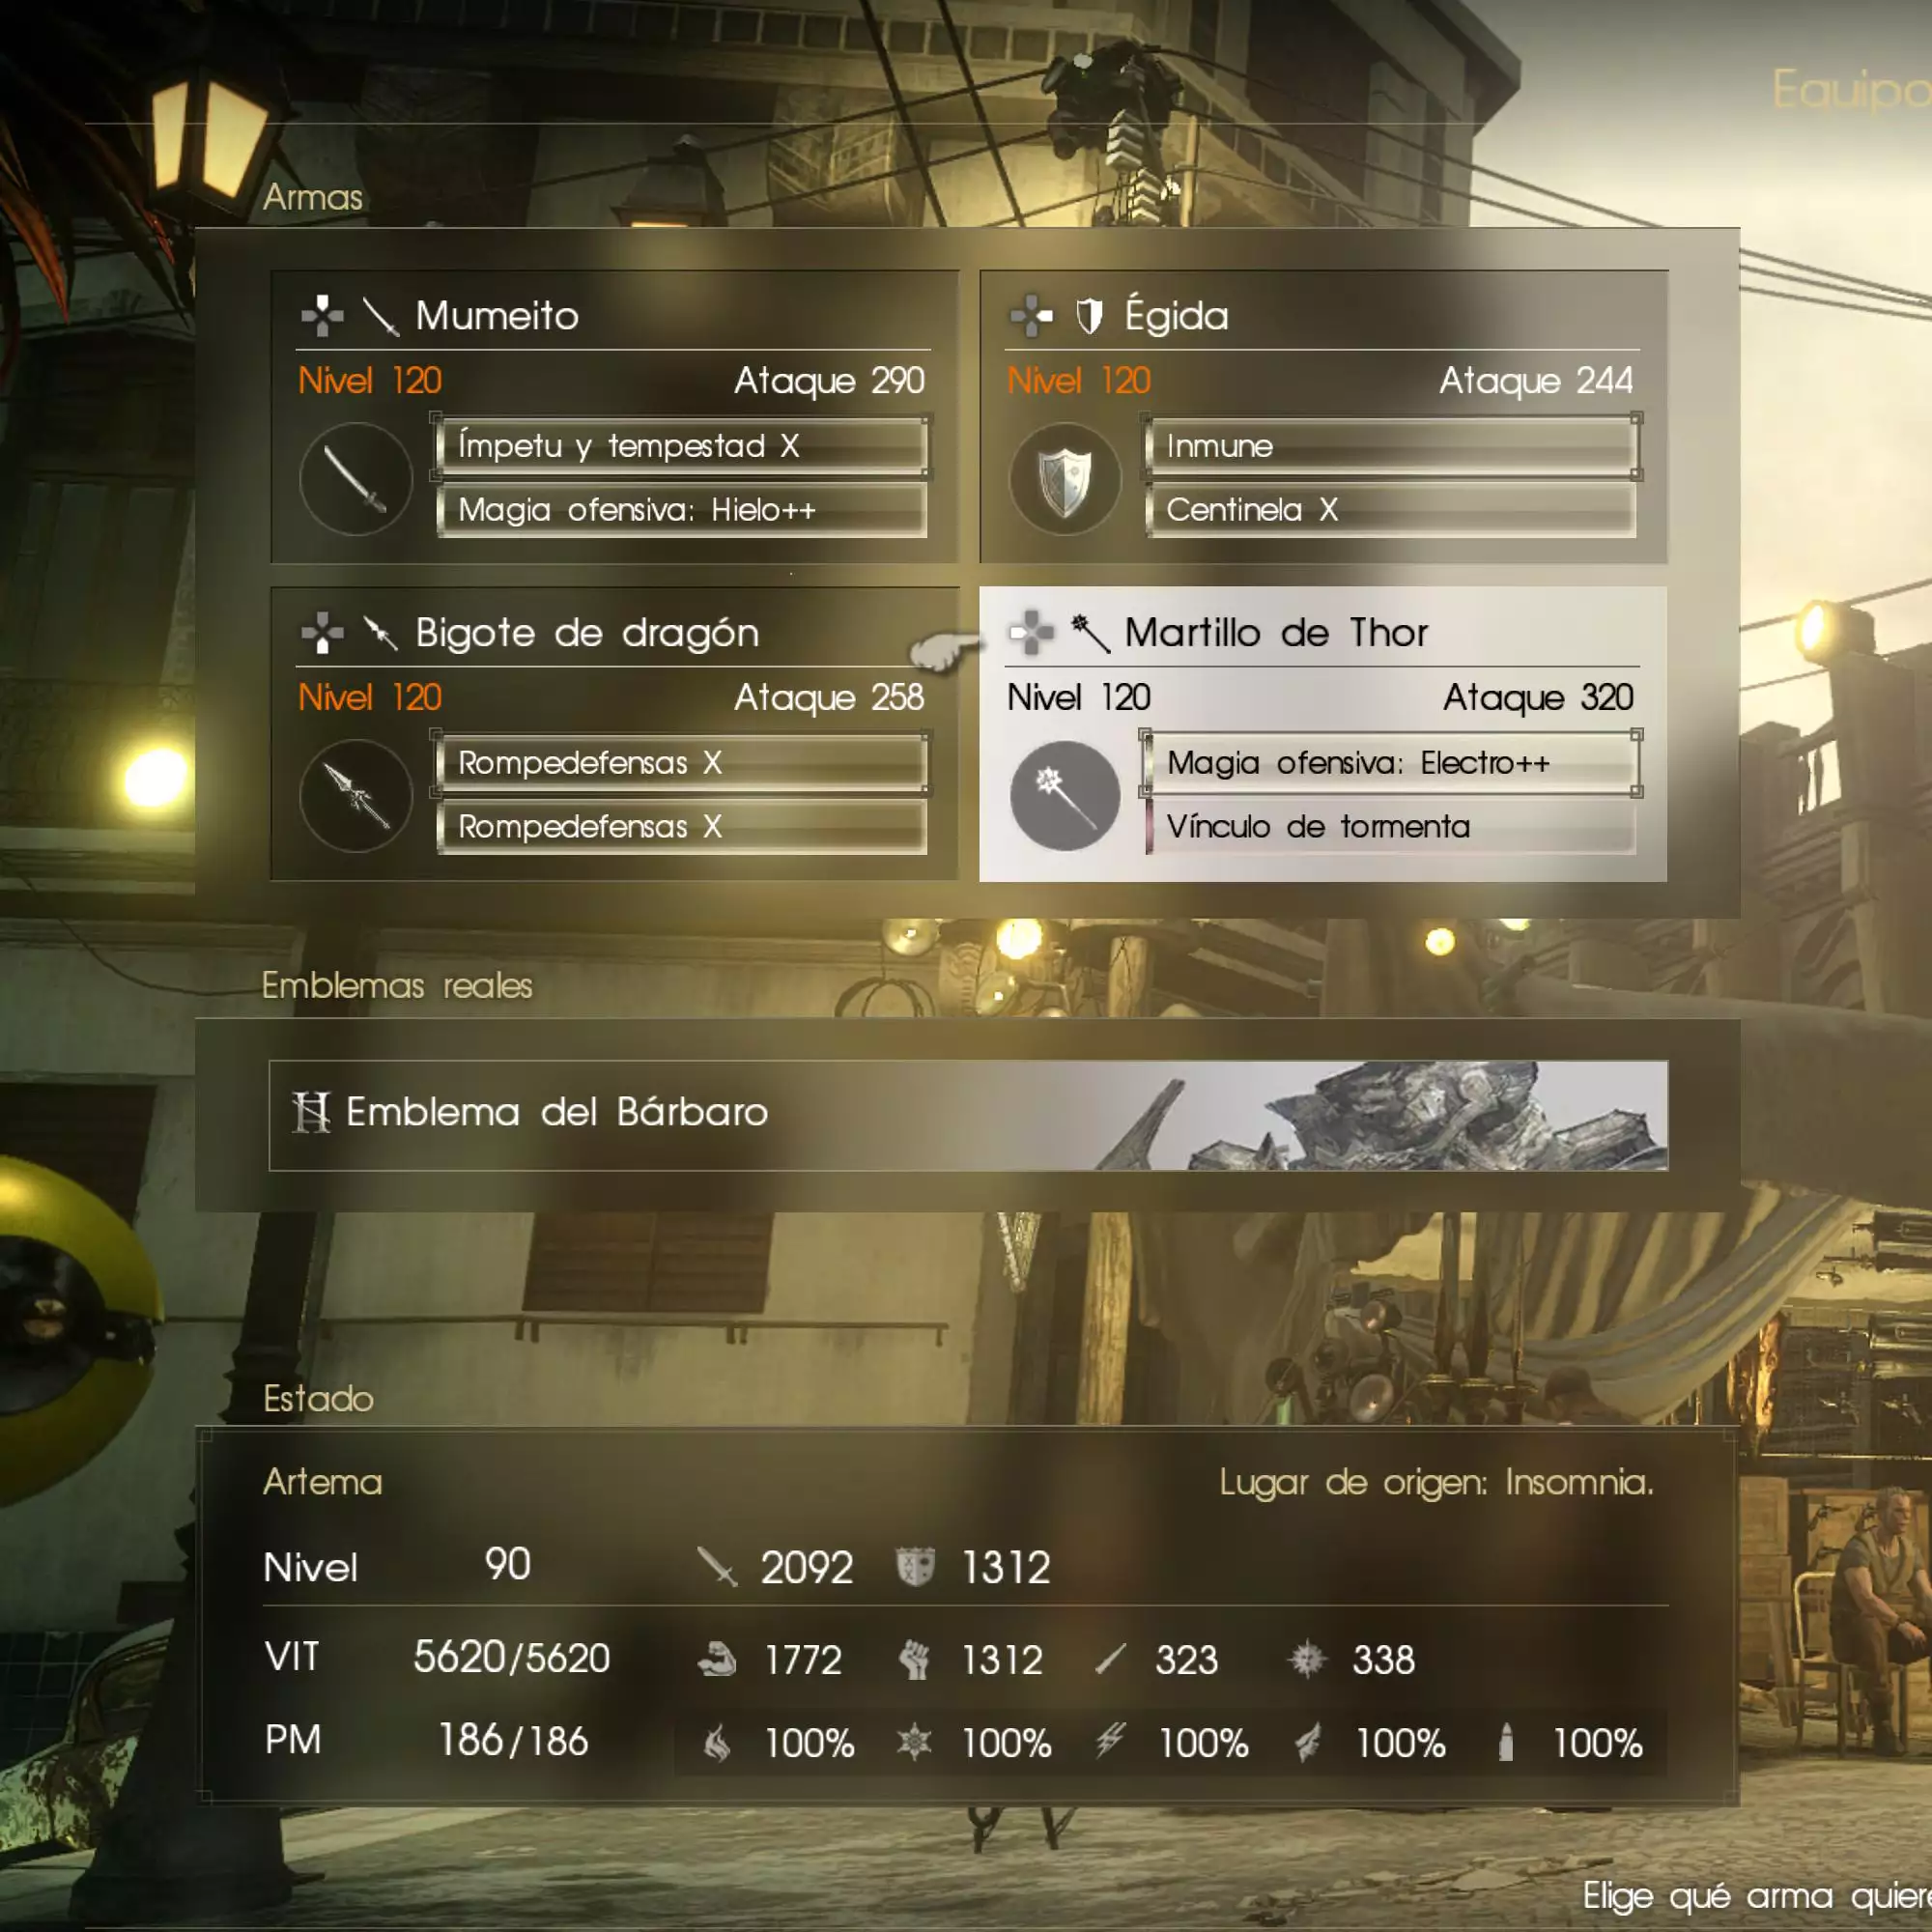 Equipo
Armas
Mumeito
Nivel 120 Ataque 290
Ímpetu y tempestad X
Magia ofensiva: Hielo++
Égida
Nivel 120 Ataque 244
Inmune
Centinela X
Bigote de dragón
Nivel 120 Ataque 258
Rompedefensas X
Rompedefensas X
Martillo de Thor
Nivel 120 Ataque 320
Magia ofensiva: Electro++
Vínculo de tormenta
Emblemas reales
Emblema del Bárbaro
Estado
Artema Lugar de origen: Insomnia.
Nivel 90 2092 1312
VIT 5620/5620 1772 1312 323 338
PM 186/186 100% 100% 100% 100% 100%
Elige qué arma